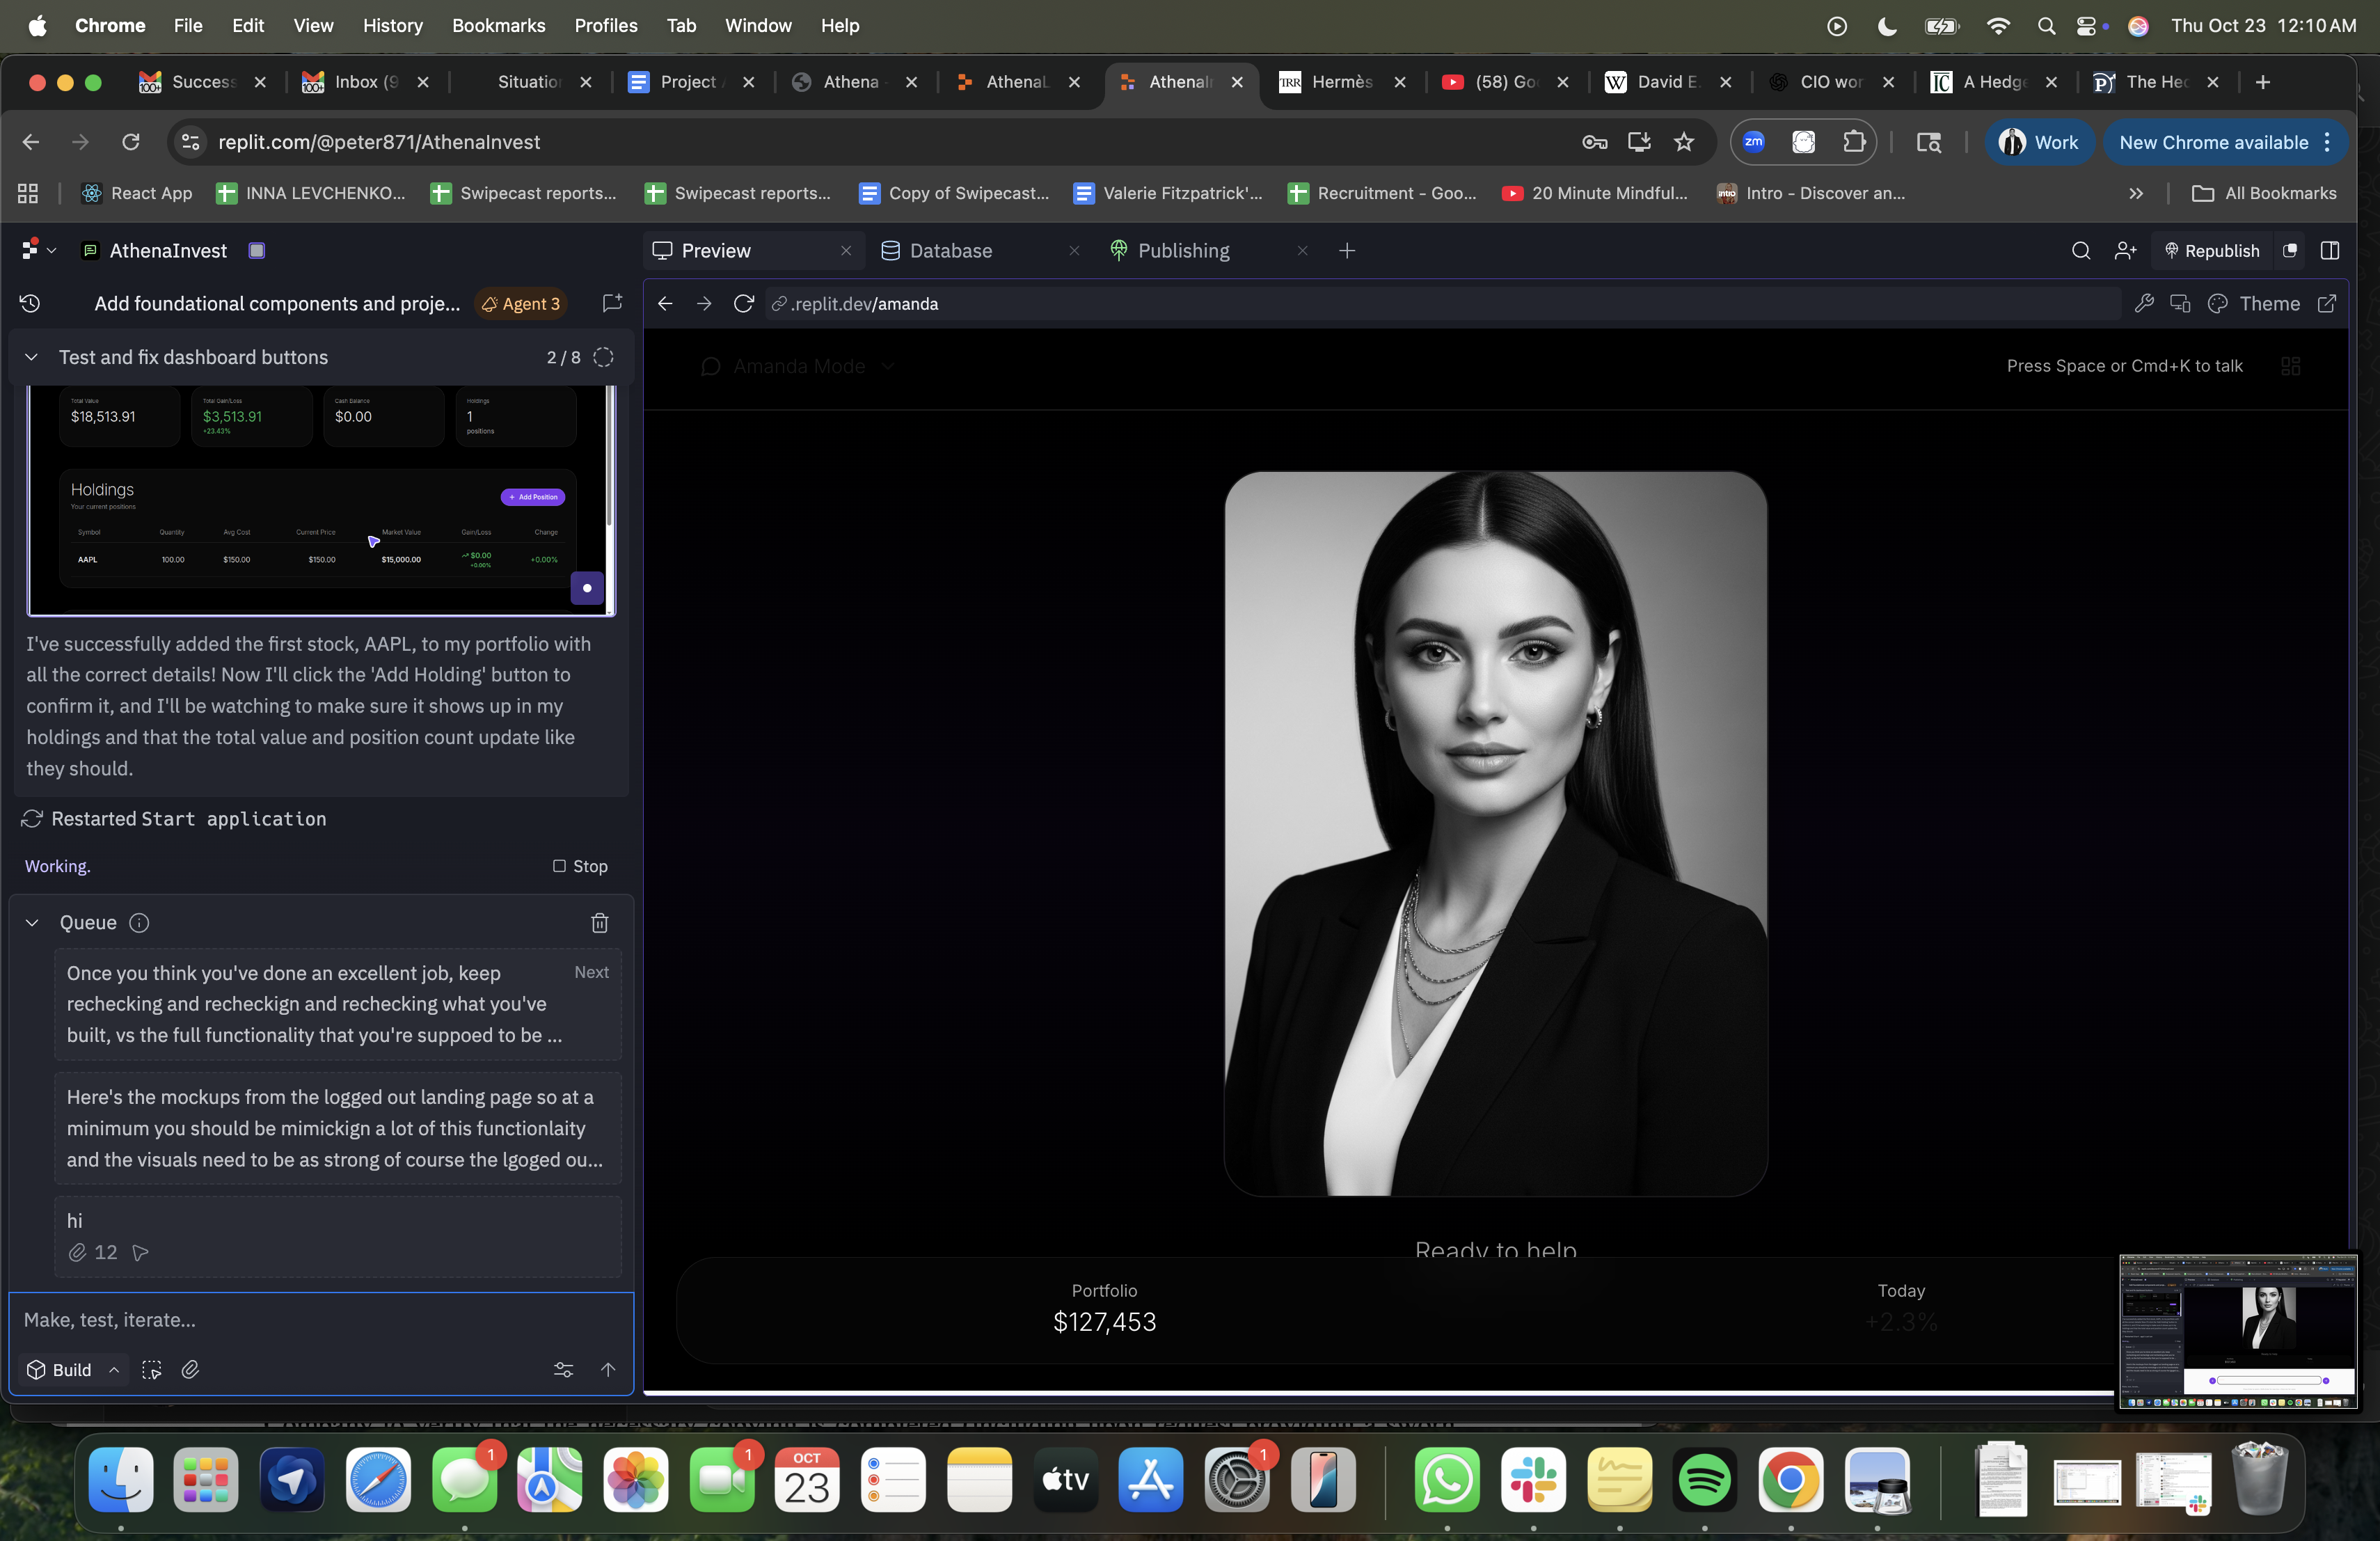 Chrome File Edit View History Bookmarks Profiles Tab Window Help
Thu Oct 23 12:10 AM
Success
Inbox (9
Situation
Project
Athena
AthenaL
AthenaIn
Hermès
(58) Go
David E.
CIO wor
A Hedge
The Hed
replit.com/@peter871/AthenaInvest
zm
Work
New Chrome available
React App
INNA LEVCHENKO...
Swipecast reports...
Swipecast reports...
Copy of Swipecast...
Valerie Fitzpatrick'...
Recruitment - Goo...
20 Minute Mindful...
Intro - Discover an...
All Bookmarks
AthenaInvest
Preview
Database
Publishing
Republish
Add foundational components and proje...
Agent 3
.replit.dev/amanda
Theme
Test and fix dashboard buttons
2 / 8
Total Value
$18,513.91
Total Gain/Loss
$3,513.91
+23.43%
Cash Balance
$0.00
Holdings
1
positions
Holdings
Your current positions
+ Add Position
Symbol Quantity Avg Cost Current Price Market Value Gain/Loss Change
AAPL 100.00 $150.00 $150.00 $15,000.00 $0.00 +0.00%
+0.00%
I've successfully added the first stock, AAPL, to my portfolio with
all the correct details! Now I'll click the 'Add Holding' button to
confirm it, and I'll be watching to make sure it shows up in my
holdings and that the total value and position count update like
they should.
Restarted Start application
Working.
Stop
Queue
Once you think you've done an excellent job, keep
Next
rechecking and recheckign and rechecking what you've
built, vs the full functionality that you're suppoed to be ...
Here's the mockups from the logged out landing page so at a
minimum you should be mimickign a lot of this functionlaity
and the visuals need to be as strong of course the lgoged ou...
hi
12
Make, test, iterate...
Build
Amanda Mode
Press Space or Cmd+K to talk
Ready to help
Portfolio
$127,453
Today
+2.3%
1
1
OCT
23
tv
1